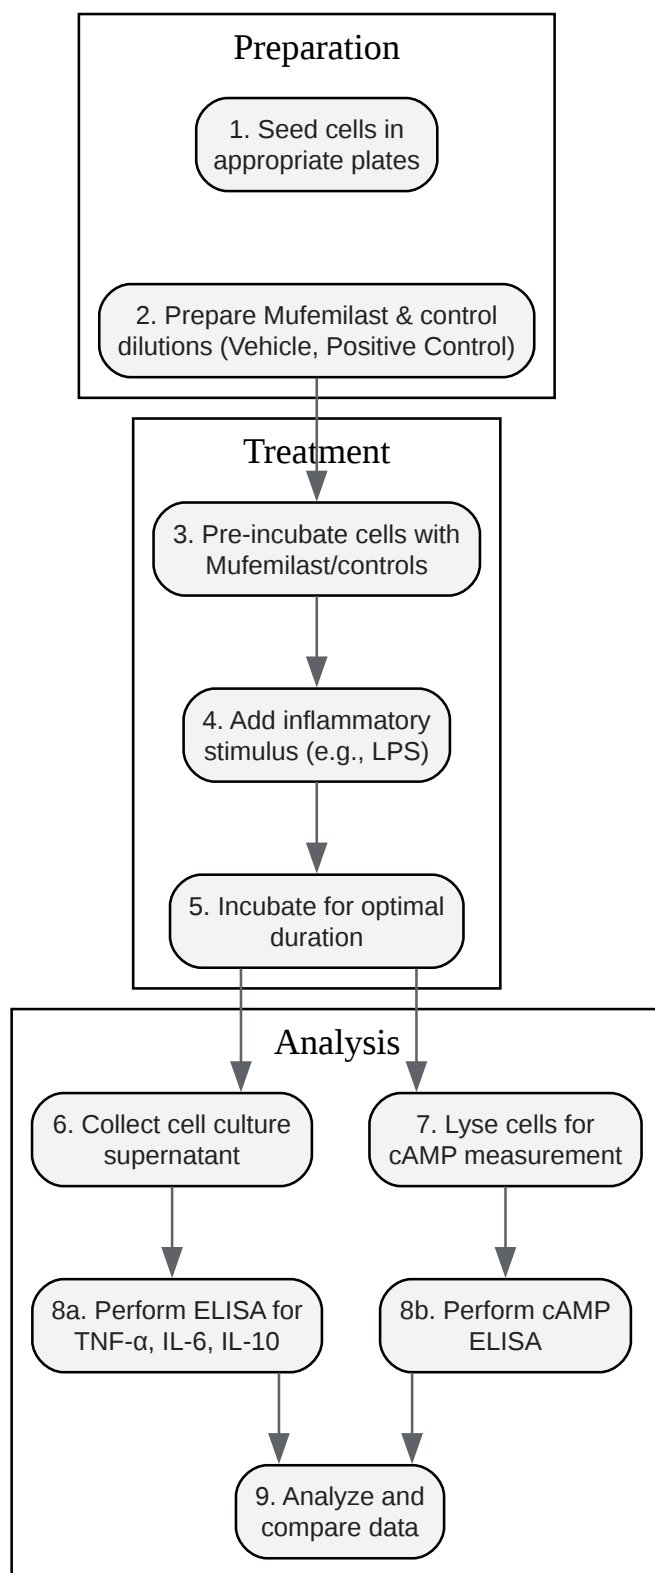 Preparation
1. Seed cells in
appropriate plates
2. Prepare Mufemilast & control
dilutions (Vehicle, Positive Control)
Treatment
3. Pre-incubate cells with
Mufemilast/controls
4. Add inflammatory
stimulus (e.g., LPS)
5. Incubate for optimal
duration
Analysis
6. Collect cell culture
supernatant
7. Lyse cells for
cAMP measurement
8a. Perform ELISA for
TNF-α, IL-6, IL-10
8b. Perform cAMP
ELISA
9. Analyze and
compare data